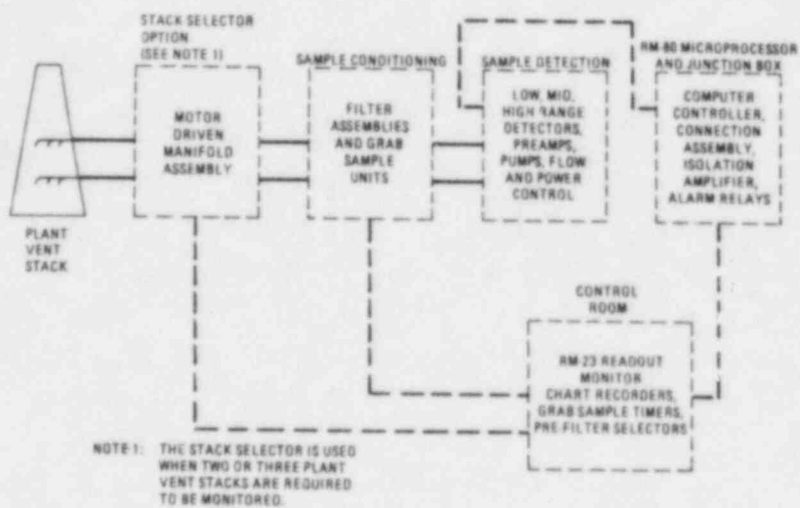 STACK SELECTOR
OPTION
(SEE NOTE 1)
MOTOR
DRIVEN
MANIFOLD
ASSEMBLY
SAMPLE CONDITIONING
FILTER
ASSEMBLIES
AND GRAB
SAMPLE
UNITS
SAMPLE DETECTION
LOW, MID,
HIGH RANGE
DETECTORS,
PREAMPS,
PUMPS, FLOW
AND POWER
CONTROL
RM-80 MICROPROCESSOR
AND JUNCTION BOX
COMPUTER
CONTROLLER,
CONNECTION
ASSEMBLY,
ISOLATION
AMPLIFIER,
ALARM RELAYS
PLANT
VENT
STACK
CONTROL
ROOM
RM-23 READOUT
MONITOR
CHART RECORDERS,
GRAB SAMPLE TIMERS,
PRE-FILTER SELECTORS
NOTE 1: THE STACK SELECTOR IS USED
WHEN TWO OR THREE PLANT
VENT STACKS ARE REQUIRED
TO BE MONITORED.